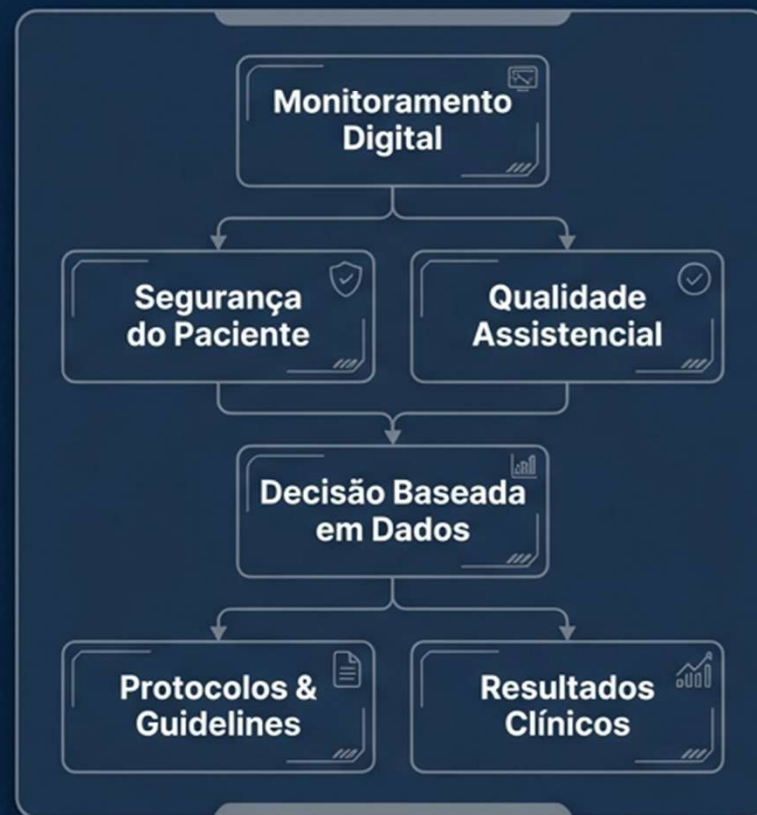 Monitoramento
Digital
Segurança
do Paciente
Qualidade
Assistencial
Decisão Baseada
em Dados
Protocolos &
Guidelines
Resultados
Clínicos